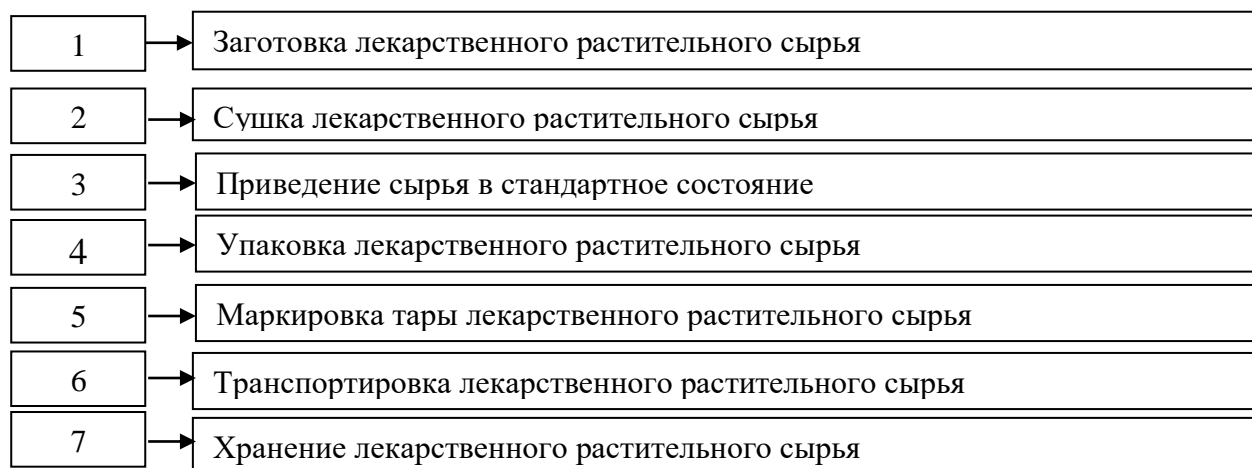 1 Заготовка лекарственного растительного сырья
2 Сушка лекарственного растительного сырья
3 Приведение сырья в стандартное состояние
4 Упаковка лекарственного растительного сырья
5 Маркировка тары лекарственного растительного сырья
6 Транспортировка лекарственного растительного сырья
7 Хранение лекарственного растительного сырья